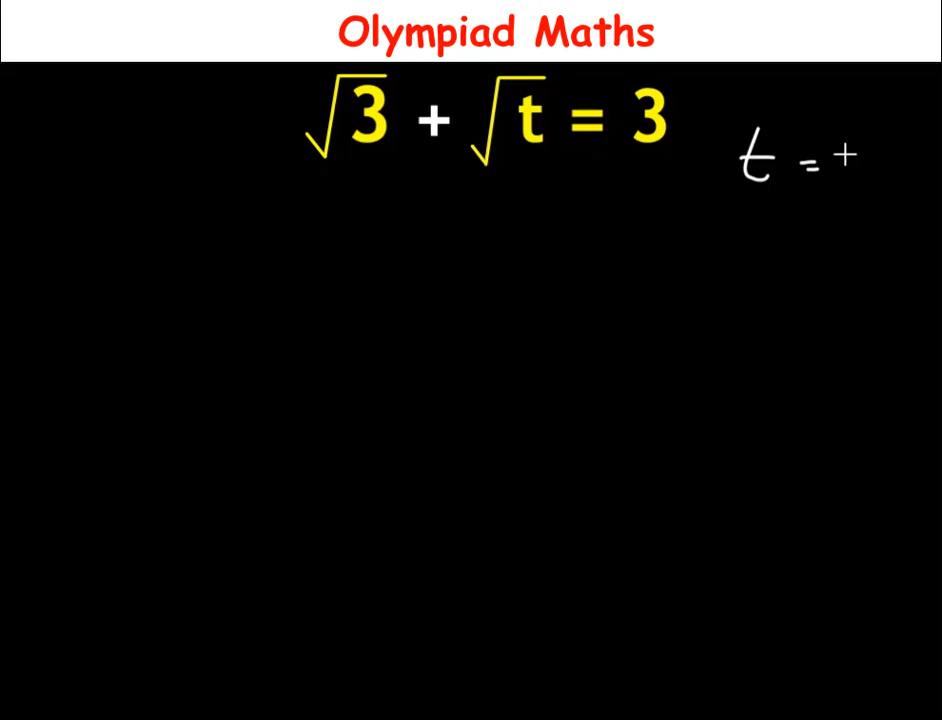 Olympiad Maths
√3 + √t = 3
t =